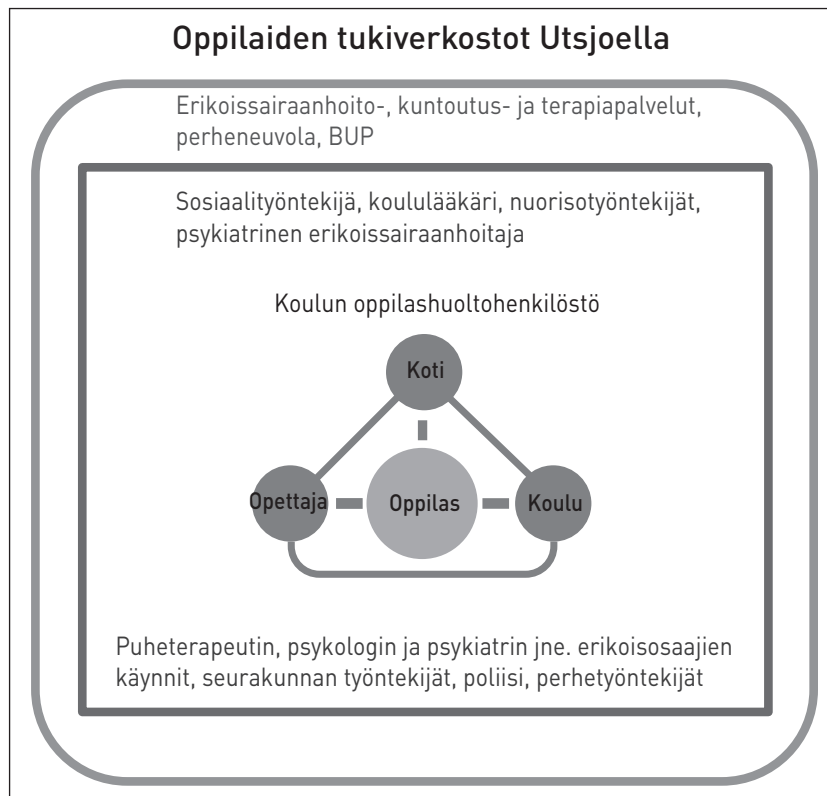 Oppilaiden tukiverkostot Utsjoella
Erikoissairaanhoito-, kuntoutus- ja terapiapalvelut,
perheneuvola, BUP
Sosiaalityöntekijä, koululääkäri, nuorisotyöntekijät,
psykiatrinen erikoissairaanhoitaja
Koulun oppilashuoltohenkilöstö
Koti
Opettaja
Oppilas
Koulu
Puheterapeutin, psykologin ja psykiatrin jne. erikoisosaajien
käynnit, seurakunnan työntekijät, poliisi, perhetyöntekijät